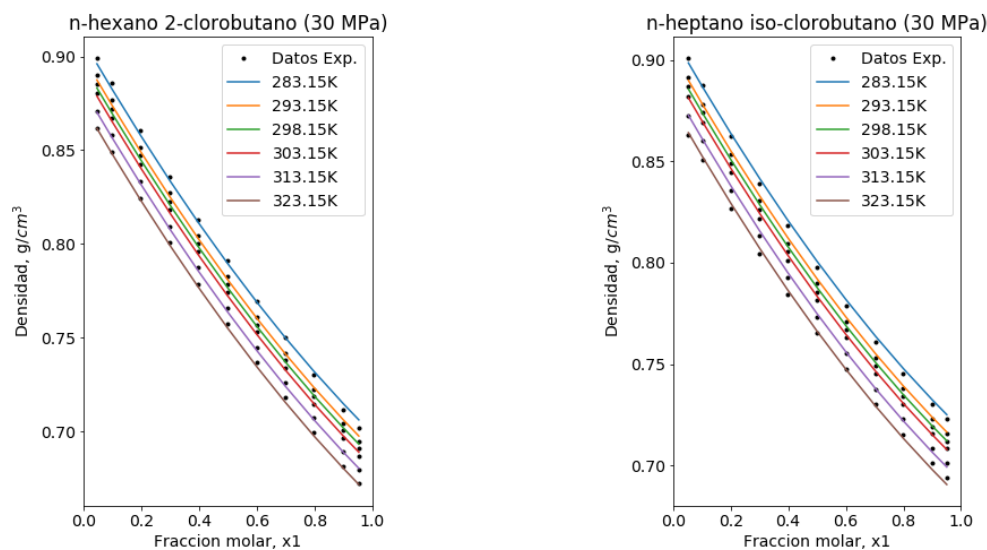 n-hexano 2-clorobutano (30 MPa)
Densidad, g/cm³
0.90
0.85
0.80
0.75
0.70
Datos Exp.
283.15K
293.15K
298.15K
303.15K
313.15K
323.15K
0.0 0.2 0.4 0.6 0.8 1.0
Fraccion molar, x1
n-heptano iso-clorobutano (30 MPa)
Densidad, g/cm³
0.90
0.85
0.80
0.75
0.70
Datos Exp.
283.15K
293.15K
298.15K
303.15K
313.15K
323.15K
0.0 0.2 0.4 0.6 0.8 1.0
Fraccion molar, x1